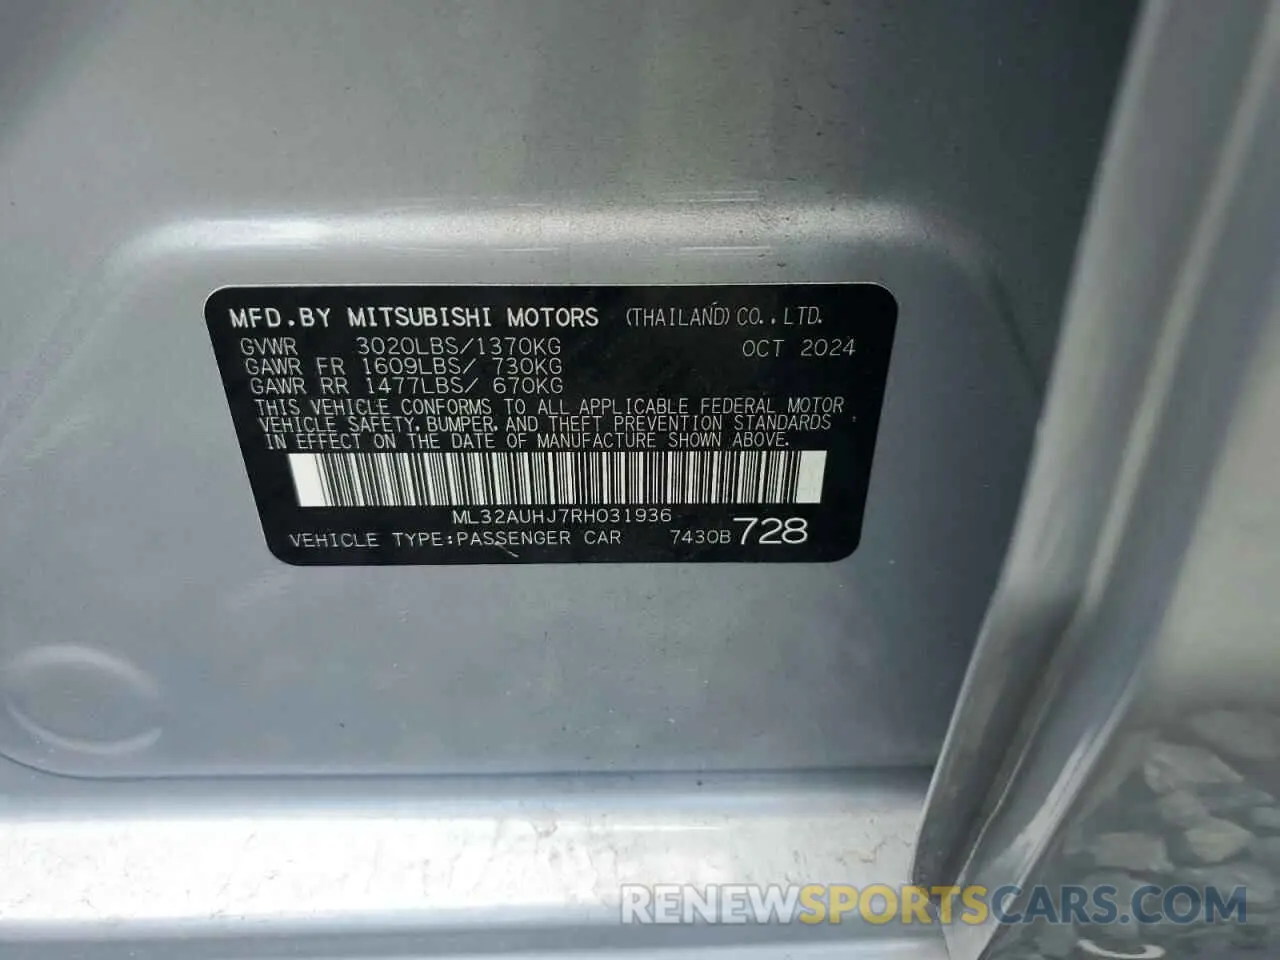 MFD.BY MITSUBISHI MOTORS (THAILAND) CO.,LTD.
GVWR 3020LBS/1370KG OCT 2024
GAWR FR 1609LBS/ 730KG
GAWR RR 1477LBS/ 670KG
THIS VEHICLE CONFORMS TO ALL APPLICABLE FEDERAL MOTOR
VEHICLE SAFETY, BUMPER, AND THEFT PREVENTION STANDARDS
IN EFFECT ON THE DATE OF MANUFACTURE SHOWN ABOVE.
ML32AUHJ7RH031936
VEHICLE TYPE:PASSENGER CAR 7430B 728
RENEWSPORTSCARS.COM